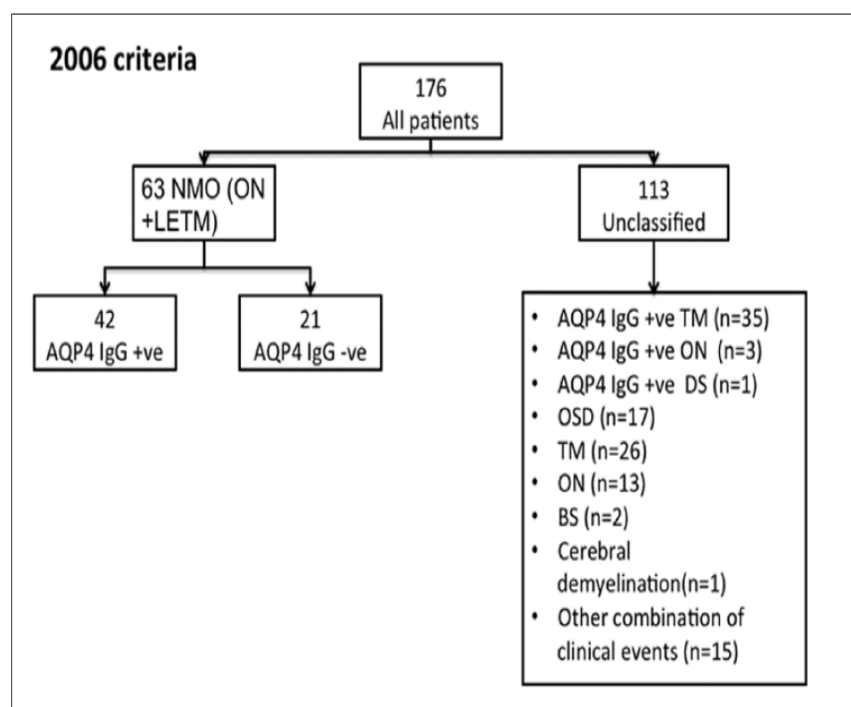 2006 criteria
176
All patients
63 NMO (ON
+LETM)
113
Unclassified
42
AQP4 IgG +ve
21
AQP4 IgG -ve
• AQP4 IgG +ve TM (n=35)
• AQP4 IgG +ve ON (n=3)
• AQP4 IgG +ve DS (n=1)
• OSD (n=17)
• TM (n=26)
• ON (n=13)
• BS (n=2)
• Cerebral
demyelination(n=1)
• Other combination of
clinical events (n=15)